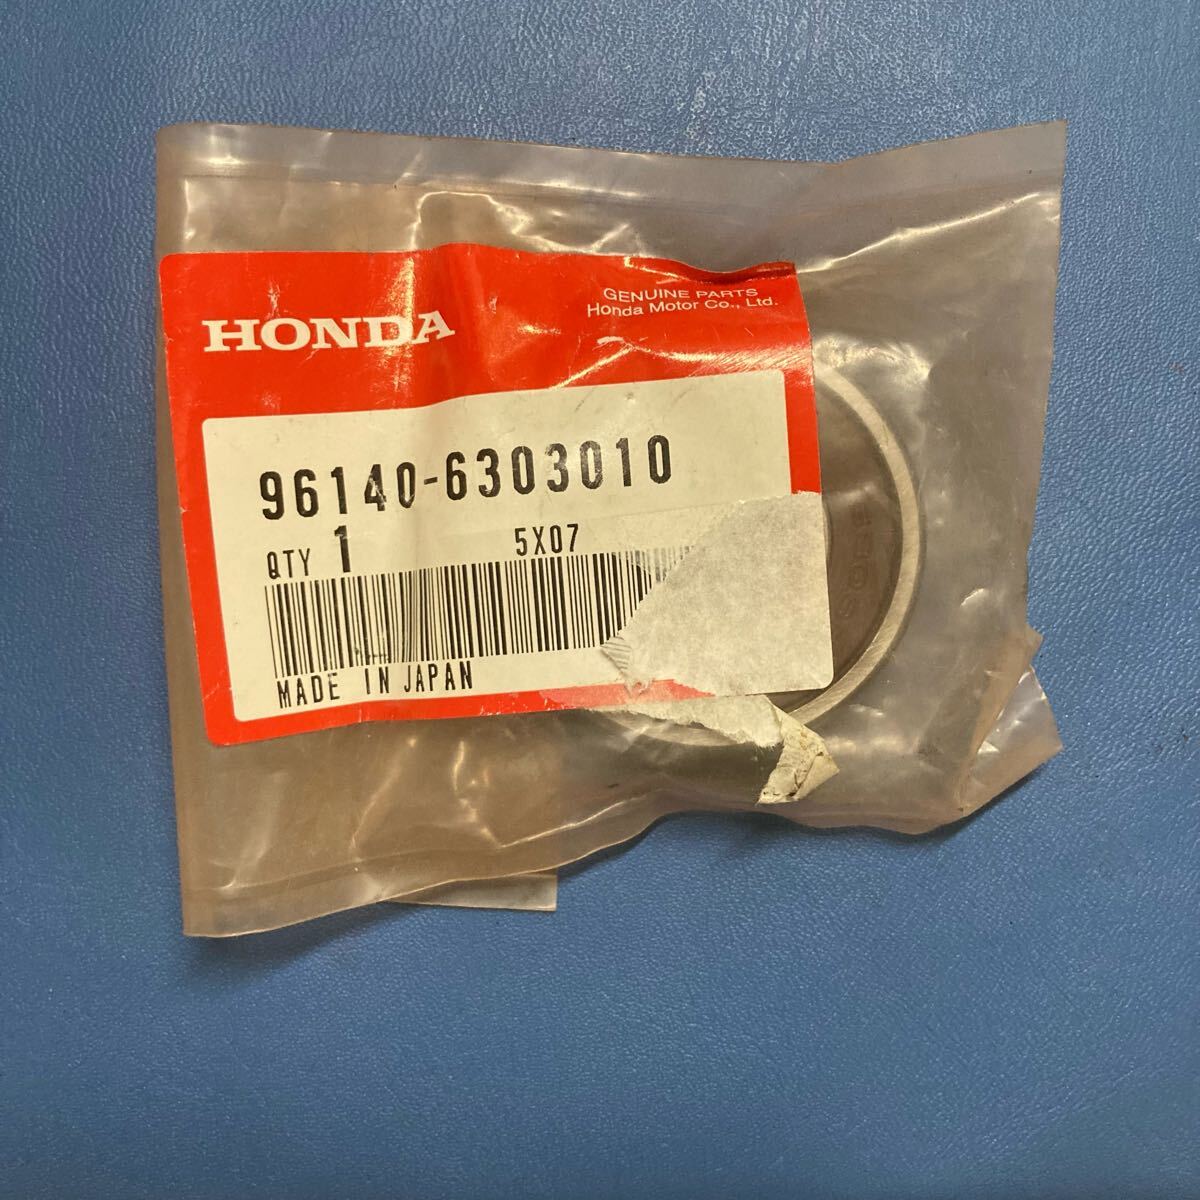 HONDA
GENUINE PARTS
Honda Motor Co., Ltd.
96140-6303010
QTY 1 5X07
MADE IN JAPAN